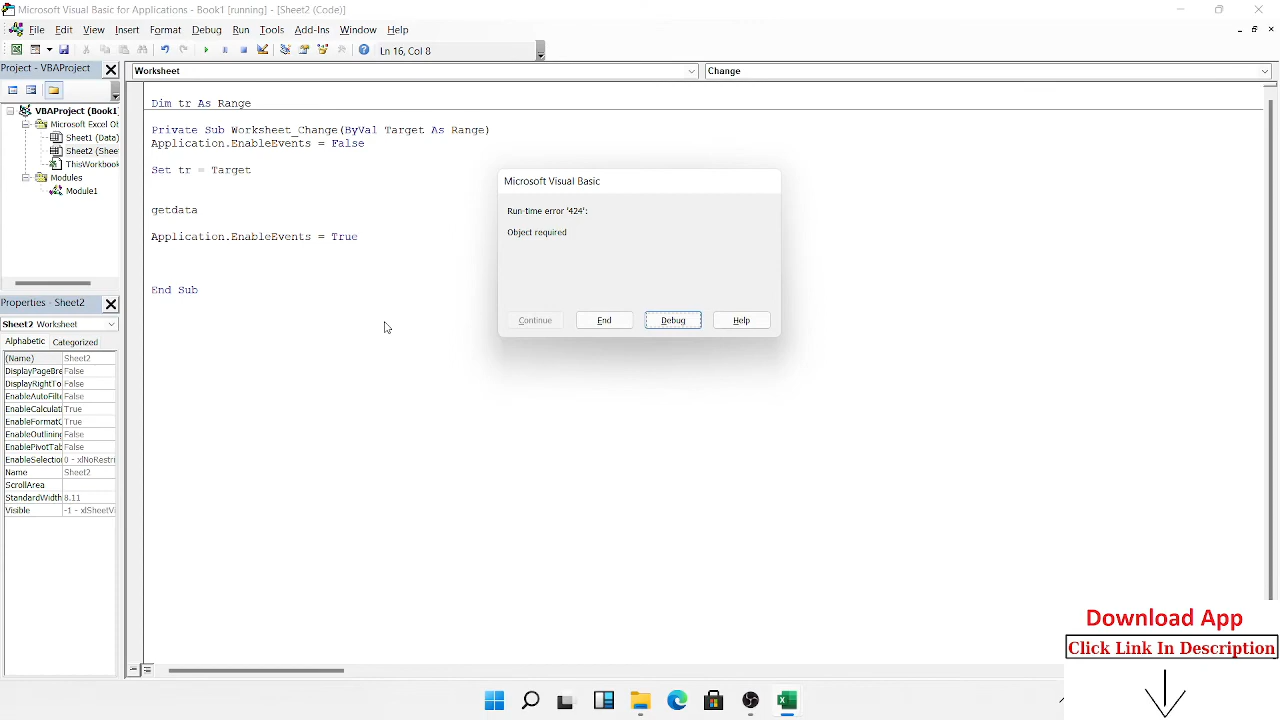 Microsoft Visual Basic for Applications - Book1 [running] - [Sheet2 (Code)]
File Edit View Insert Format Debug Run Tools Add-Ins Window Help
Ln 16, Col 8
Project - VBAProject
Worksheet
Change
VBAProject (Book1
Microsoft Excel Ob
Sheet1 (Data)
Sheet2 (Shee
ThisWorkbook
Modules
Module1
Dim tr As Range
Private Sub Worksheet_Change(ByVal Target As Range)
Application.EnableEvents = False
Set tr = Target
getdata
Application.EnableEvents = True
End Sub
Microsoft Visual Basic
Run-time error '424':
Object required
Continue
End
Debug
Help
Properties - Sheet2
Sheet2 Worksheet
Alphabetic Categorized
(Name) Sheet2
DisplayPageBre False
DisplayRightTo False
EnableAutoFilte False
EnableCalculati True
EnableFormatC True
EnableOutlining False
EnablePivotTab False
EnableSelection 0 - xlNoRestri
Name Sheet2
ScrollArea
StandardWidth 8.11
Visible -1 - xlSheetVi
Download App
Click Link In Description